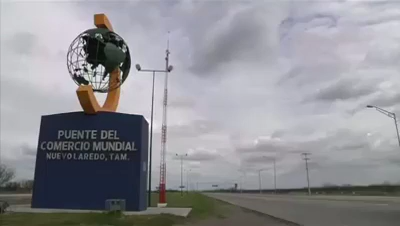 PUENTE DEL
COMERCIO MUNDIAL
NUEVO LAREDO, TAM.